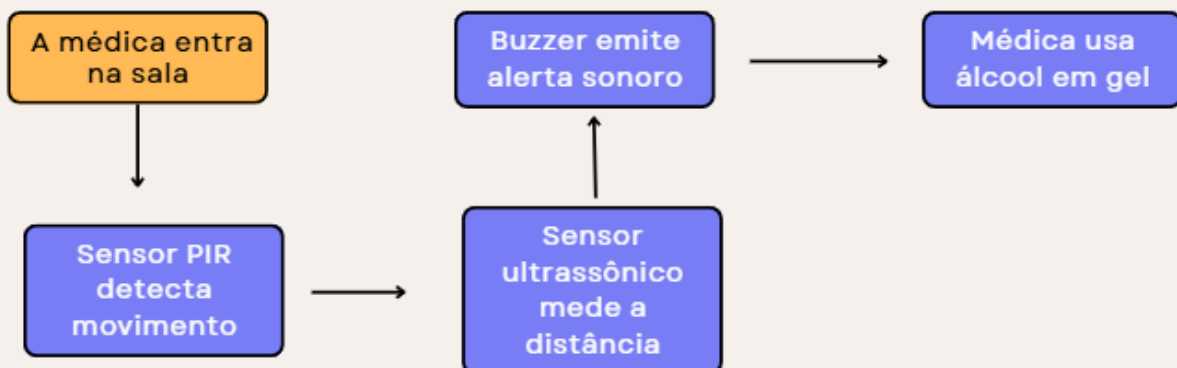 A médica entra
na sala
Sensor PIR
detecta
movimento
Sensor
ultrassônico
mede a
distância
Buzzer emite
alerta sonoro
Médica usa
álcool em gel